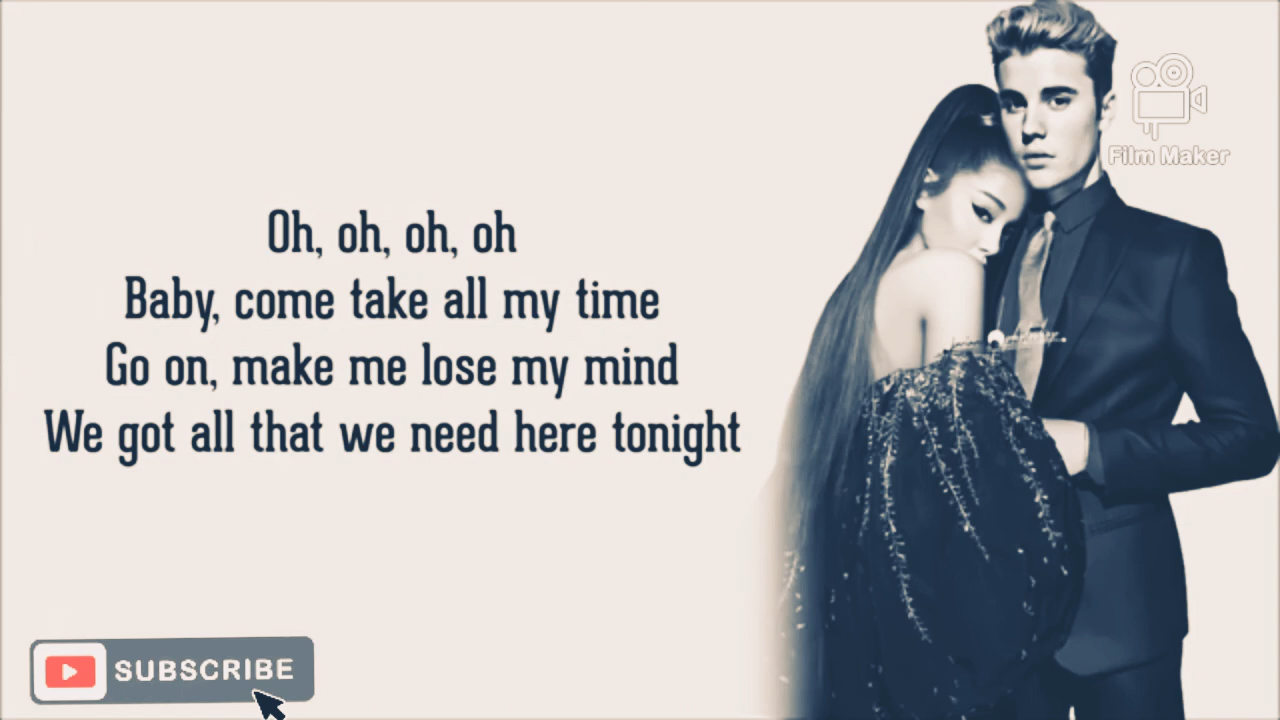 Oh, oh, oh, oh
Baby, come take all my time
Go on, make me lose my mind
We got all that we need here tonight
Film Maker
SUBSCRIBE